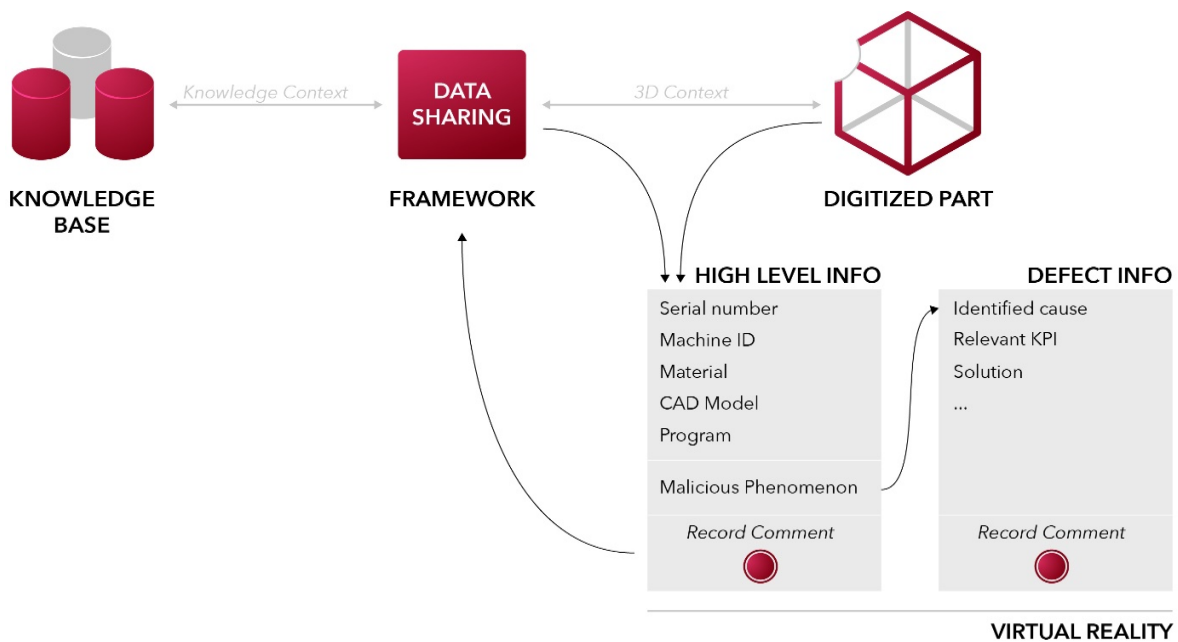 Knowledge Context
DATA
SHARING
3D Context
KNOWLEDGE
BASE
FRAMEWORK
DIGITIZED PART
HIGH LEVEL INFO
Serial number
Machine ID
Material
CAD Model
Program
Malicious Phenomenon
Record Comment
DEFECT INFO
Identified cause
Relevant KPI
Solution
...
Record Comment
VIRTUAL REALITY